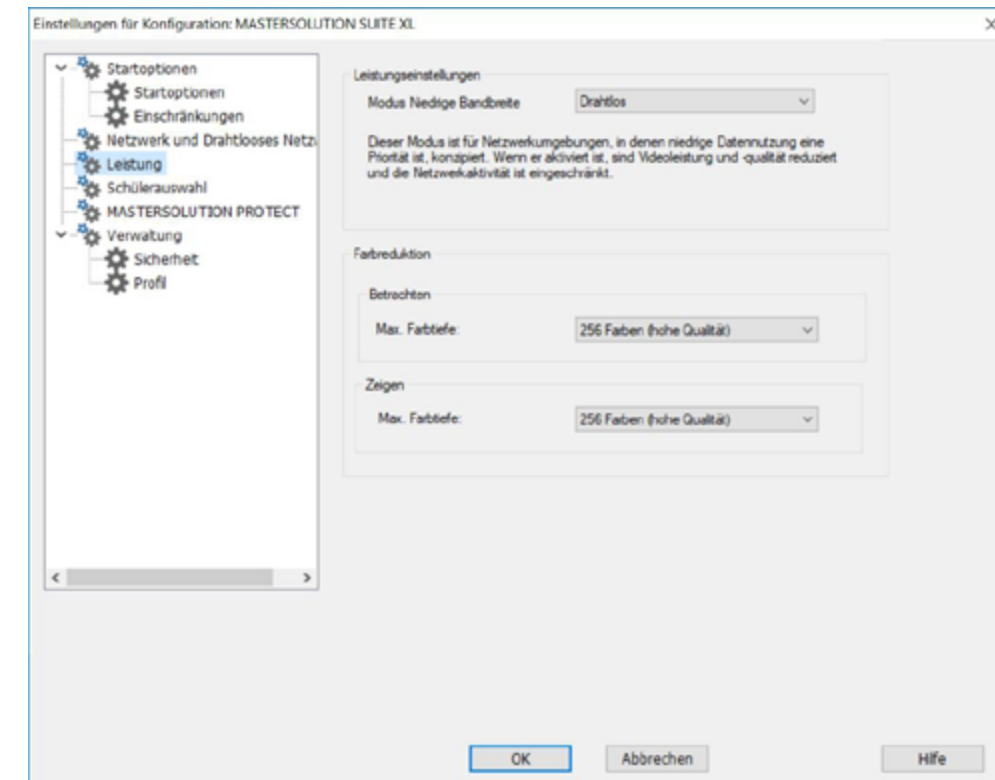 Einstellungen für Konfiguration: MASTERSOLUTION SUITE XL
Startoptionen
Startoptionen
Einschränkungen
Netzwerk und Drahtlooses Netz
Leistung
Schülerauswahl
MASTERSOLUTION PROTECT
Verwaltung
Sicherheit
Profil
Leistungseinstellungen
Modus Niedrige Bandbreite
Drahtlos
Dieser Modus ist für Netzwerkumgebungen, in denen niedrige Datennutzung eine
Priorität ist, konzipiert. Wenn er aktiviert ist, sind Videoleistung und -qualität reduziert
und die Netzwerkaktivität ist eingeschränkt.
Farbreduktion
Betrachten
Max. Farbtiefe:
256 Farben (hohe Qualität)
Zeigen
Max. Farbtiefe:
256 Farben (hohe Qualität)
OK
Abbrechen
Hilfe